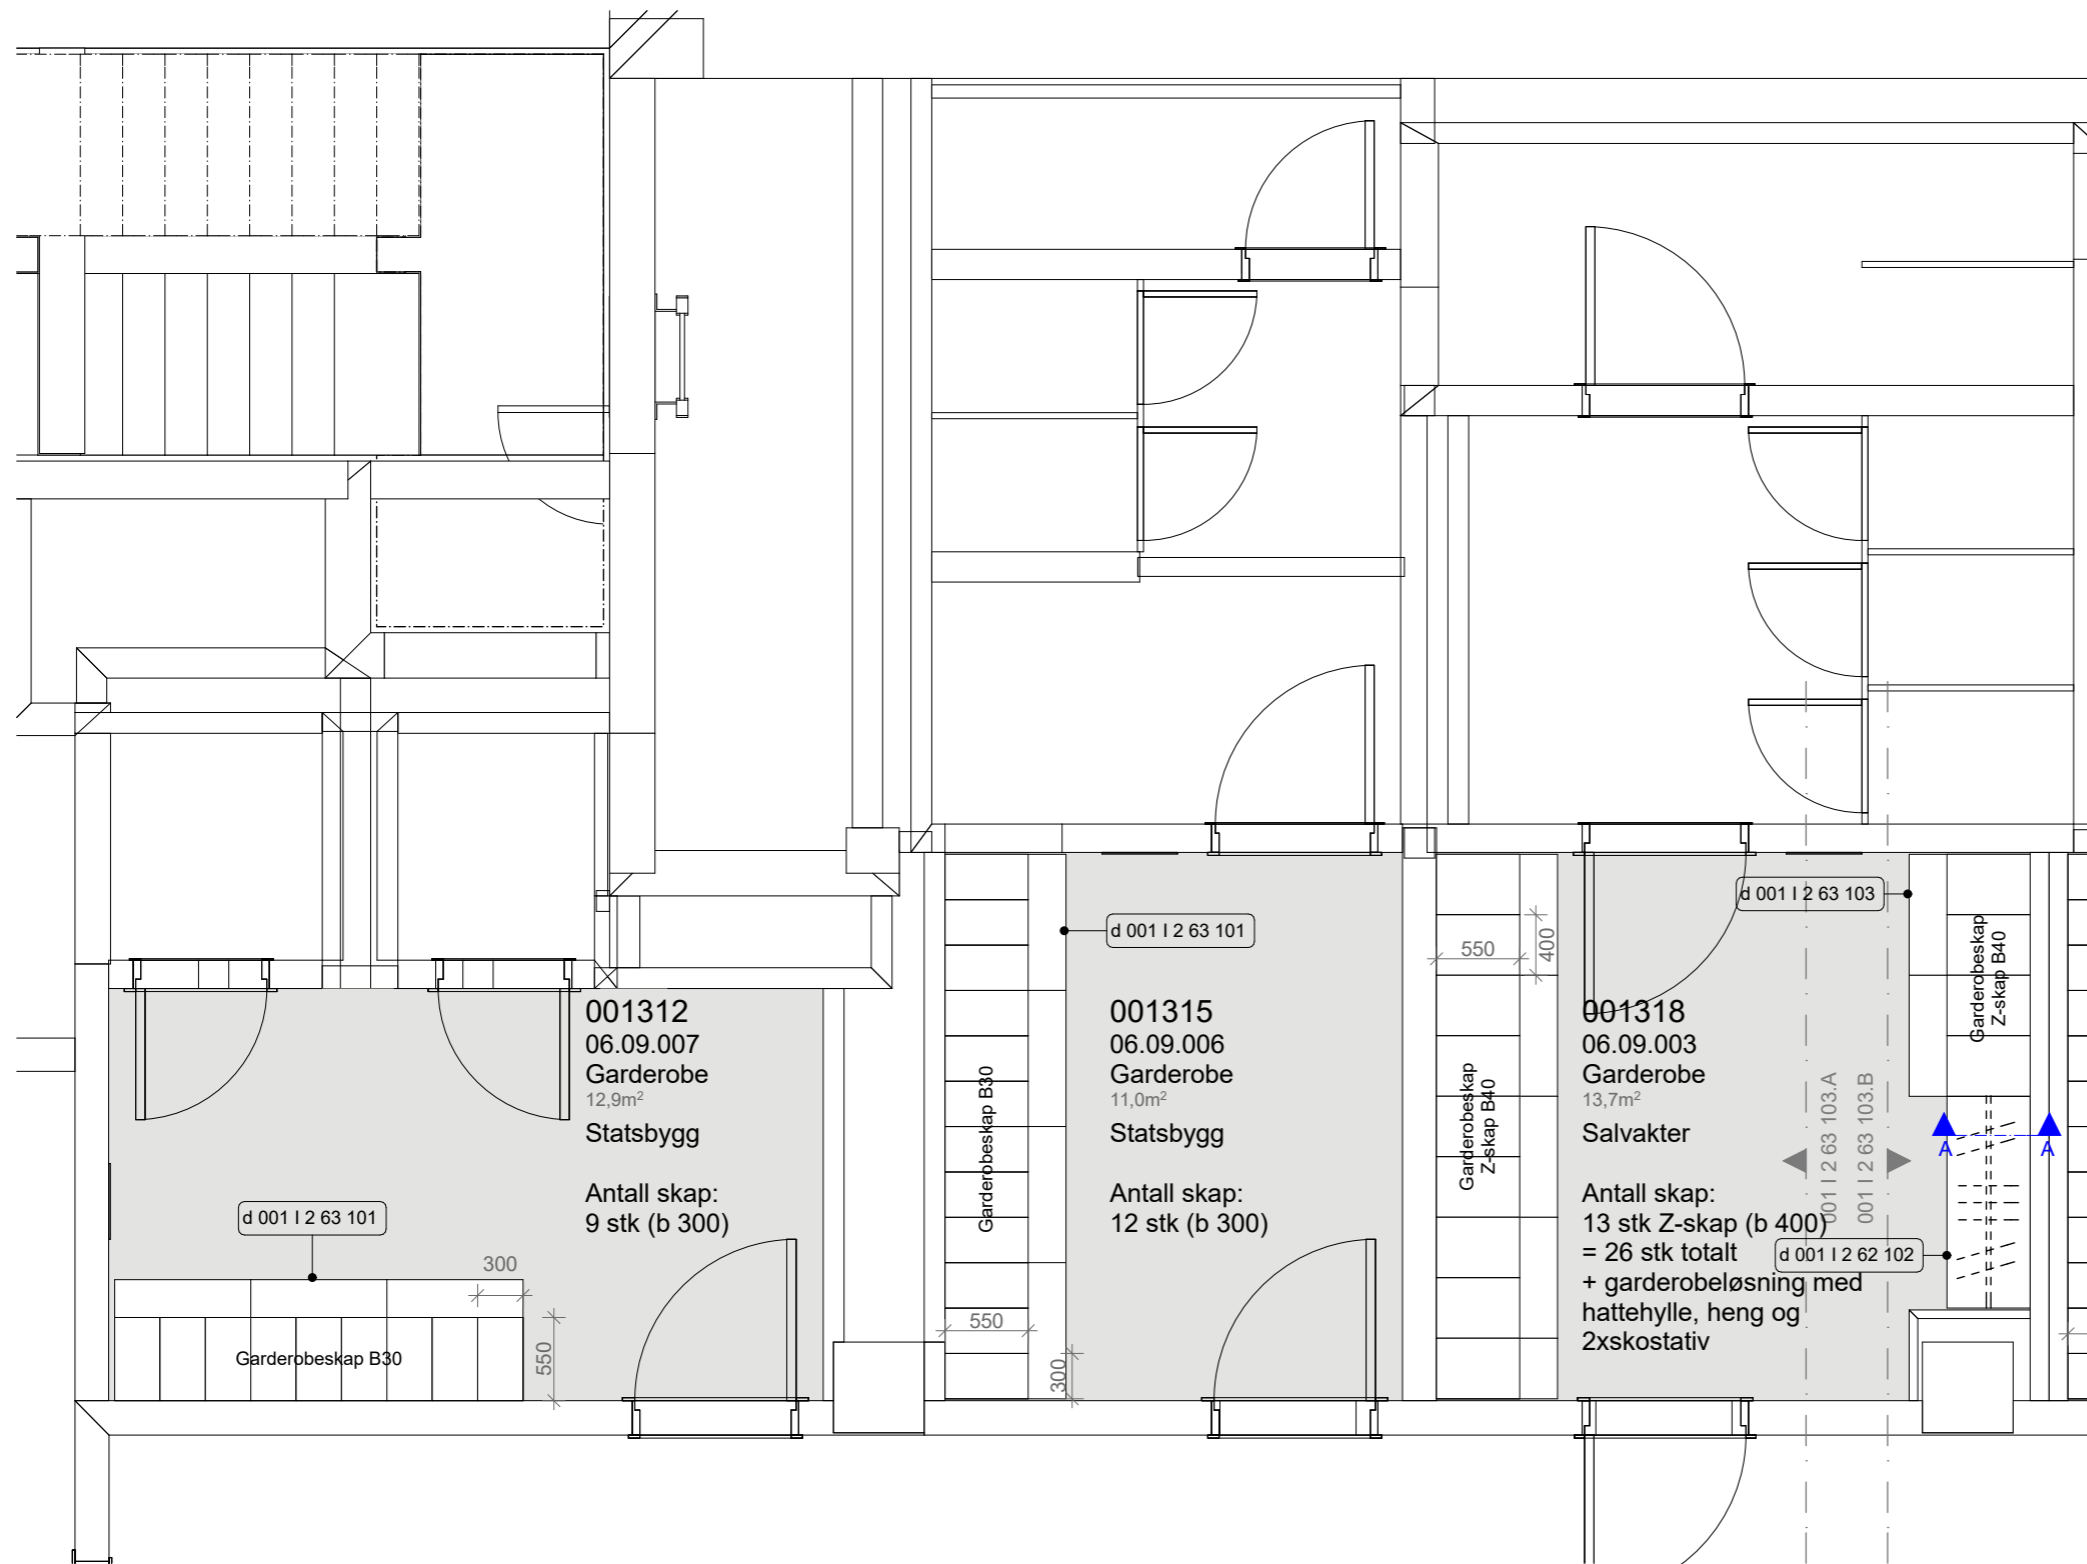 d 001 I 2 63 103
d 001 I 2 63 101
Garderobeskap
Z-skap B40
550
400
001312
06.09.007
Garderobe
12,9m²
Statsbygg
Antall skap:
9 stk (b 300)
001315
06.09.006
Garderobe
11,0m²
Statsbygg
Antall skap:
12 stk (b 300)
001318
06.09.003
Garderobe
13,7m²
Salvakter
Antall skap:
13 stk Z-skap (b 400)
= 26 stk totalt
+ garderobeløsning med
hattehylle, heng og
2xskostativ
Garderobeskap B30
Garderobeskap
Z-skap B40
001 I 2 63 103.A
001 I 2 63 103.B
A
A
d 001 I 2 63 101
d 001 I 2 62 102
300
550
Garderobeskap B30
550
300